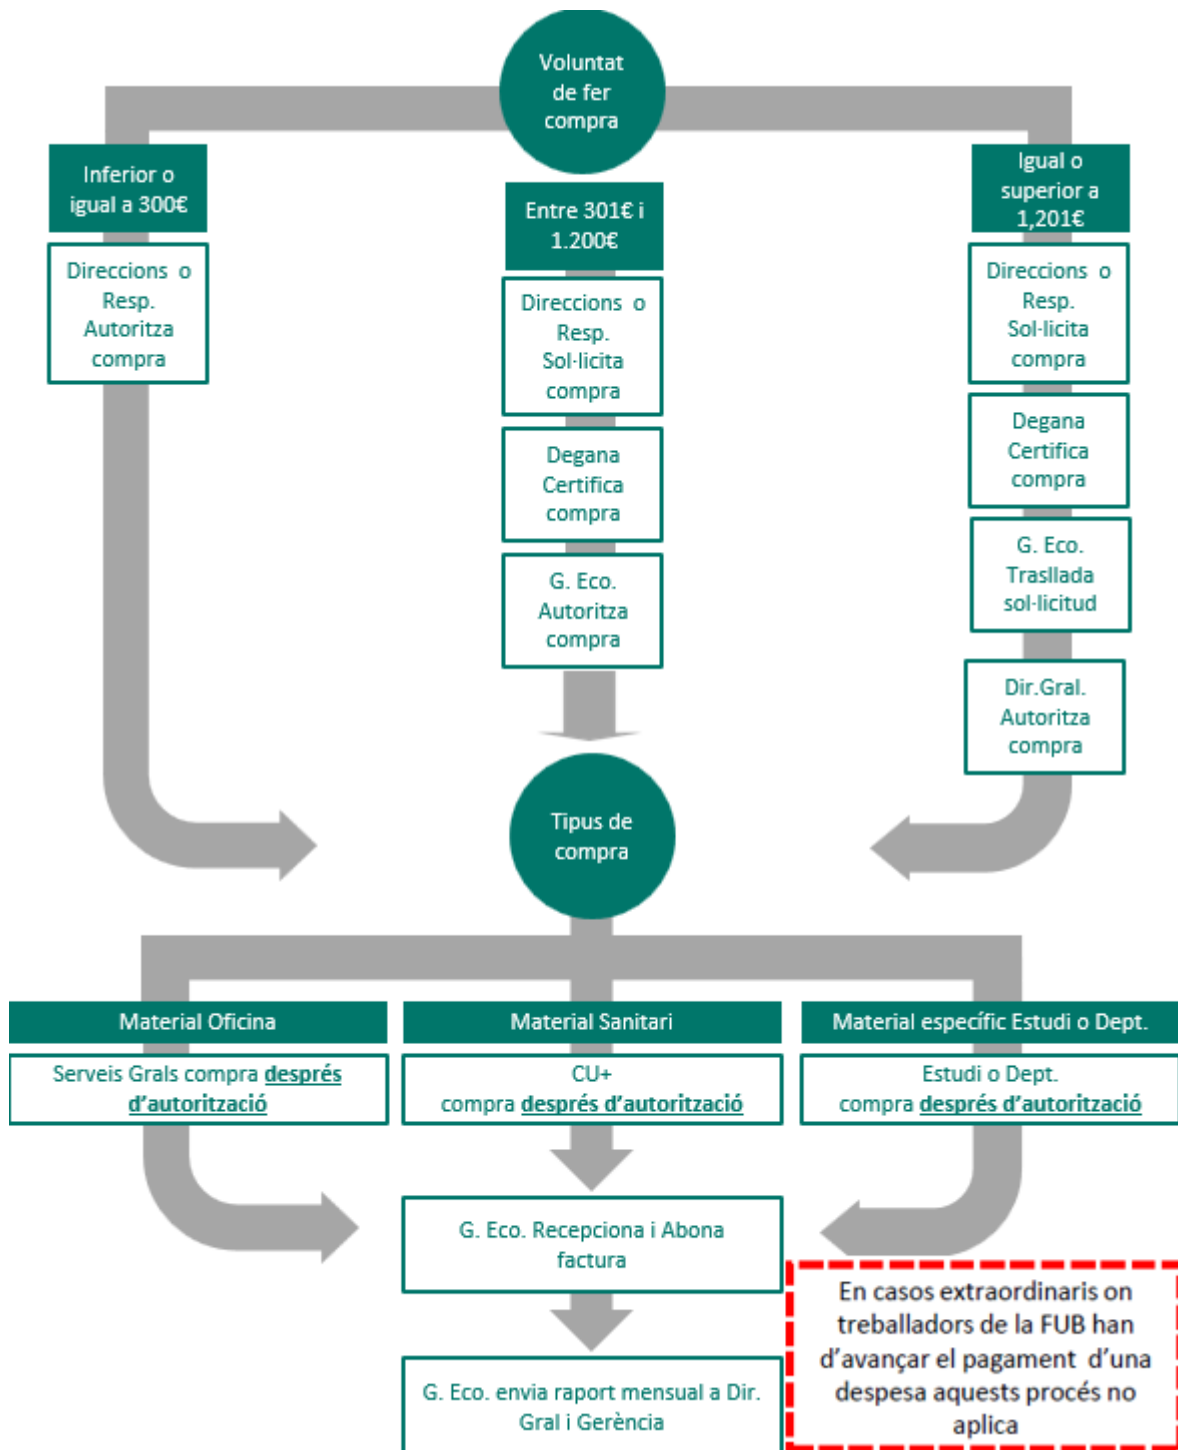 Voluntat
de fer
compra
Inferior o
igual a 300€
Direccions o
Resp.
Autoritza
compra
Entre 301€ i
1.200€
Direccions o
Resp.
Sol·licita
compra
Degana
Certifica
compra
G. Eco.
Autoritza
compra
Igual o
superior a
1,201€
Direccions o
Resp.
Sol·licita
compra
Degana
Certifica
compra
G. Eco.
Trasllada
sol·licitud
Dir.Gral.
Autoritza
compra
Tipus de
compra
Material Oficina
Serveis Grals compra després
d'autorització
Material Sanitari
CU+
compra després d'autorització
Material específic Estudi o Dept.
Estudi o Dept.
compra després d'autorització
G. Eco. Recepciona i Abona
factura
G. Eco. envia raport mensual a Dir.
Gral i Gerència
En casos extraordinaris on
treballadors de la FUB han
d'avançar el pagament d'una
despesa aquests procés no
aplica